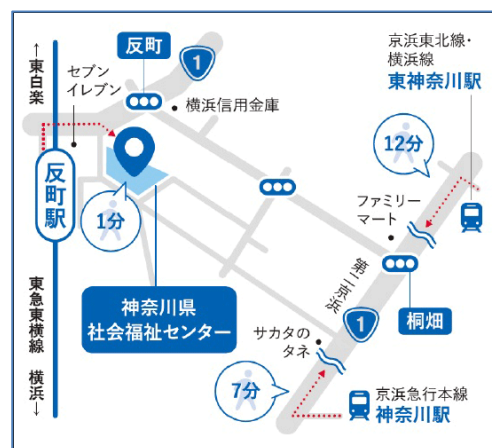 ↑東白楽
セブン
イレブン
反町
1
横浜信用金庫
京浜東北線・
横浜線
東神奈川駅
12分
反町駅
1分
ファミリー
マート
神奈川県
社会福祉センター
第二京浜
桐畑
1
サカタの
タネ
7分
東急東横線
横浜↓
京浜急行本線
神奈川駅